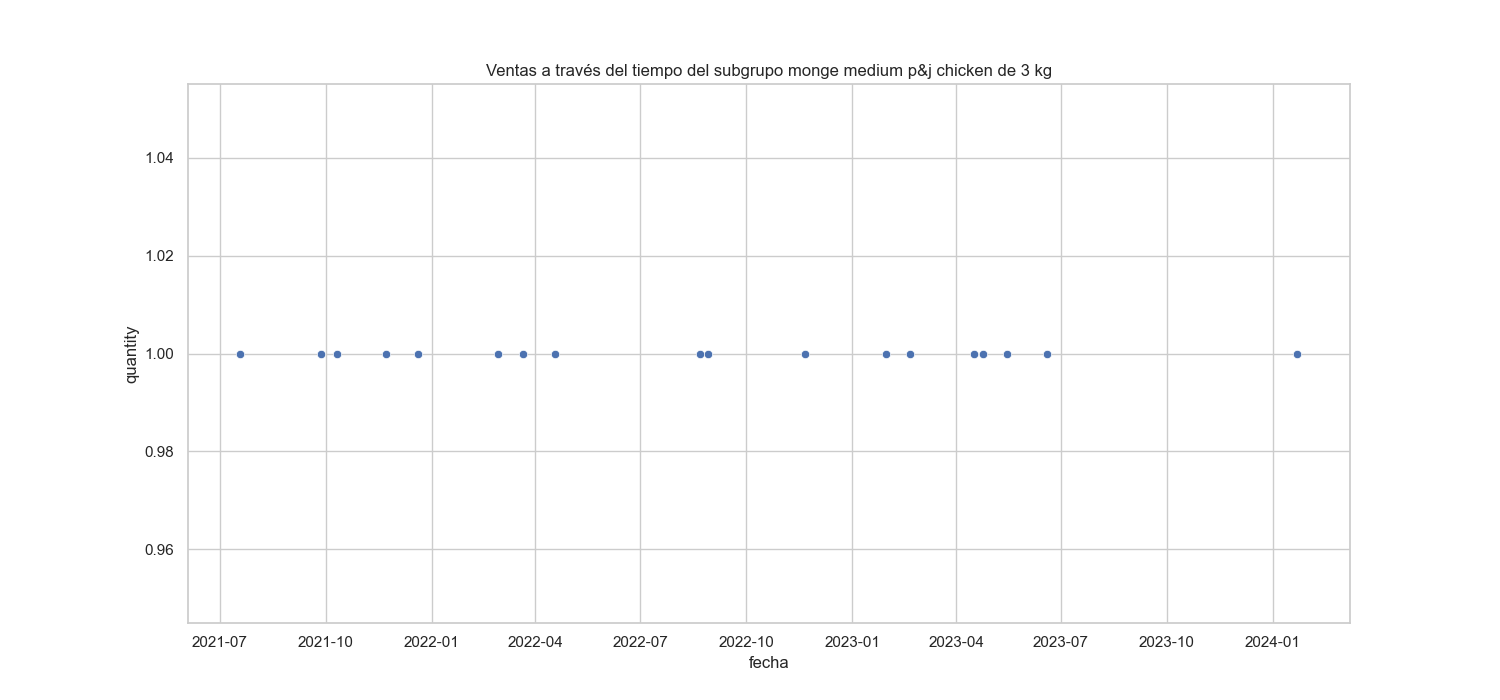 Ventas a través del tiempo del subgrupo monge medium p&j chicken de 3 kg
1.04
1.02
1.00
0.98
0.96
quantity
2021-07 2021-10 2022-01 2022-04 2022-07 2022-10 2023-01 2023-04 2023-07 2023-10 2024-01
fecha